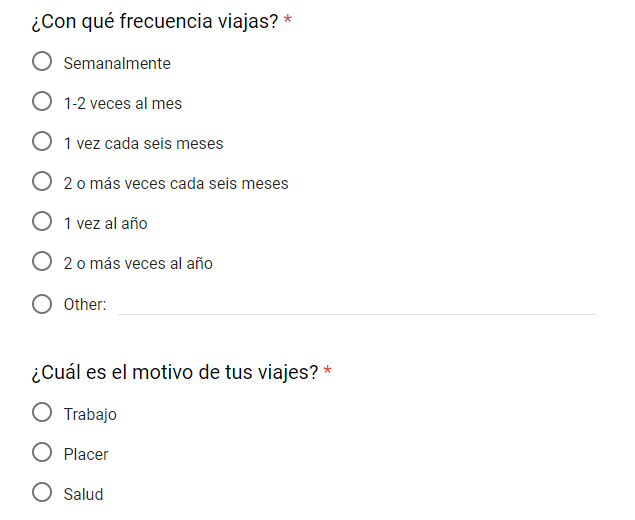 ¿Con qué frecuencia viajas? *
Semanalmente
1-2 veces al mes
1 vez cada seis meses
2 o más veces cada seis meses
1 vez al año
2 o más veces al año
Other:
¿Cuál es el motivo de tus viajes? *
Trabajo
Placer
Salud